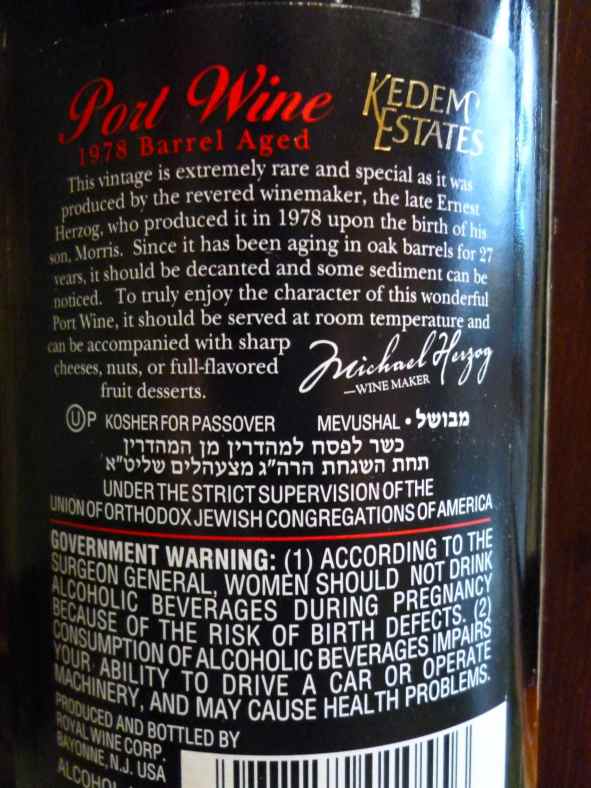 Port Wine
KEDEM
ESTATES
1978 Barrel Aged
This vintage is extremely rare and special as it was
produced by the revered winemaker, the late Ernest
Herzog, who produced it in 1978 upon the birth of his
son, Morris. Since it has been aging in oak barrels for 27
years, it should be decanted and some sediment can be
noticed. To truly enjoy the character of this wonderful
Port Wine, it should be served at room temperature and
can be accompanied with sharp
cheeses, nuts, or full-flavored
fruit desserts.
Michael Herzog
—WINE MAKER
ⓊP KOSHER FOR PASSOVER MEVUSHAL • מבושל
כשר לפסח למהדרין מן המהדרין
תחת השגחת הרה"ג מצעהלים שליט"א
UNDER THE STRICT SUPERVISION OF THE
UNION OF ORTHODOX JEWISH CONGREGATIONS OF AMERICA
GOVERNMENT WARNING: (1) ACCORDING TO THE
SURGEON GENERAL, WOMEN SHOULD NOT DRINK
ALCOHOLIC BEVERAGES DURING PREGNANCY
BECAUSE OF THE RISK OF BIRTH DEFECTS. (2)
CONSUMPTION OF ALCOHOLIC BEVERAGES IMPAIRS
YOUR ABILITY TO DRIVE A CAR OR OPERATE
MACHINERY, AND MAY CAUSE HEALTH PROBLEMS.
PRODUCED AND BOTTLED BY
ROYAL WINE CORP.
BAYONNE, N.J. USA
ALCOHOL